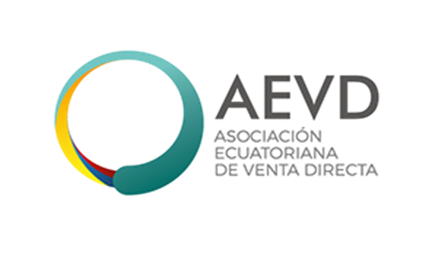 AEVD
ASOCIACIÓN
ECUATORIANA
DE VENTA DIRECTA